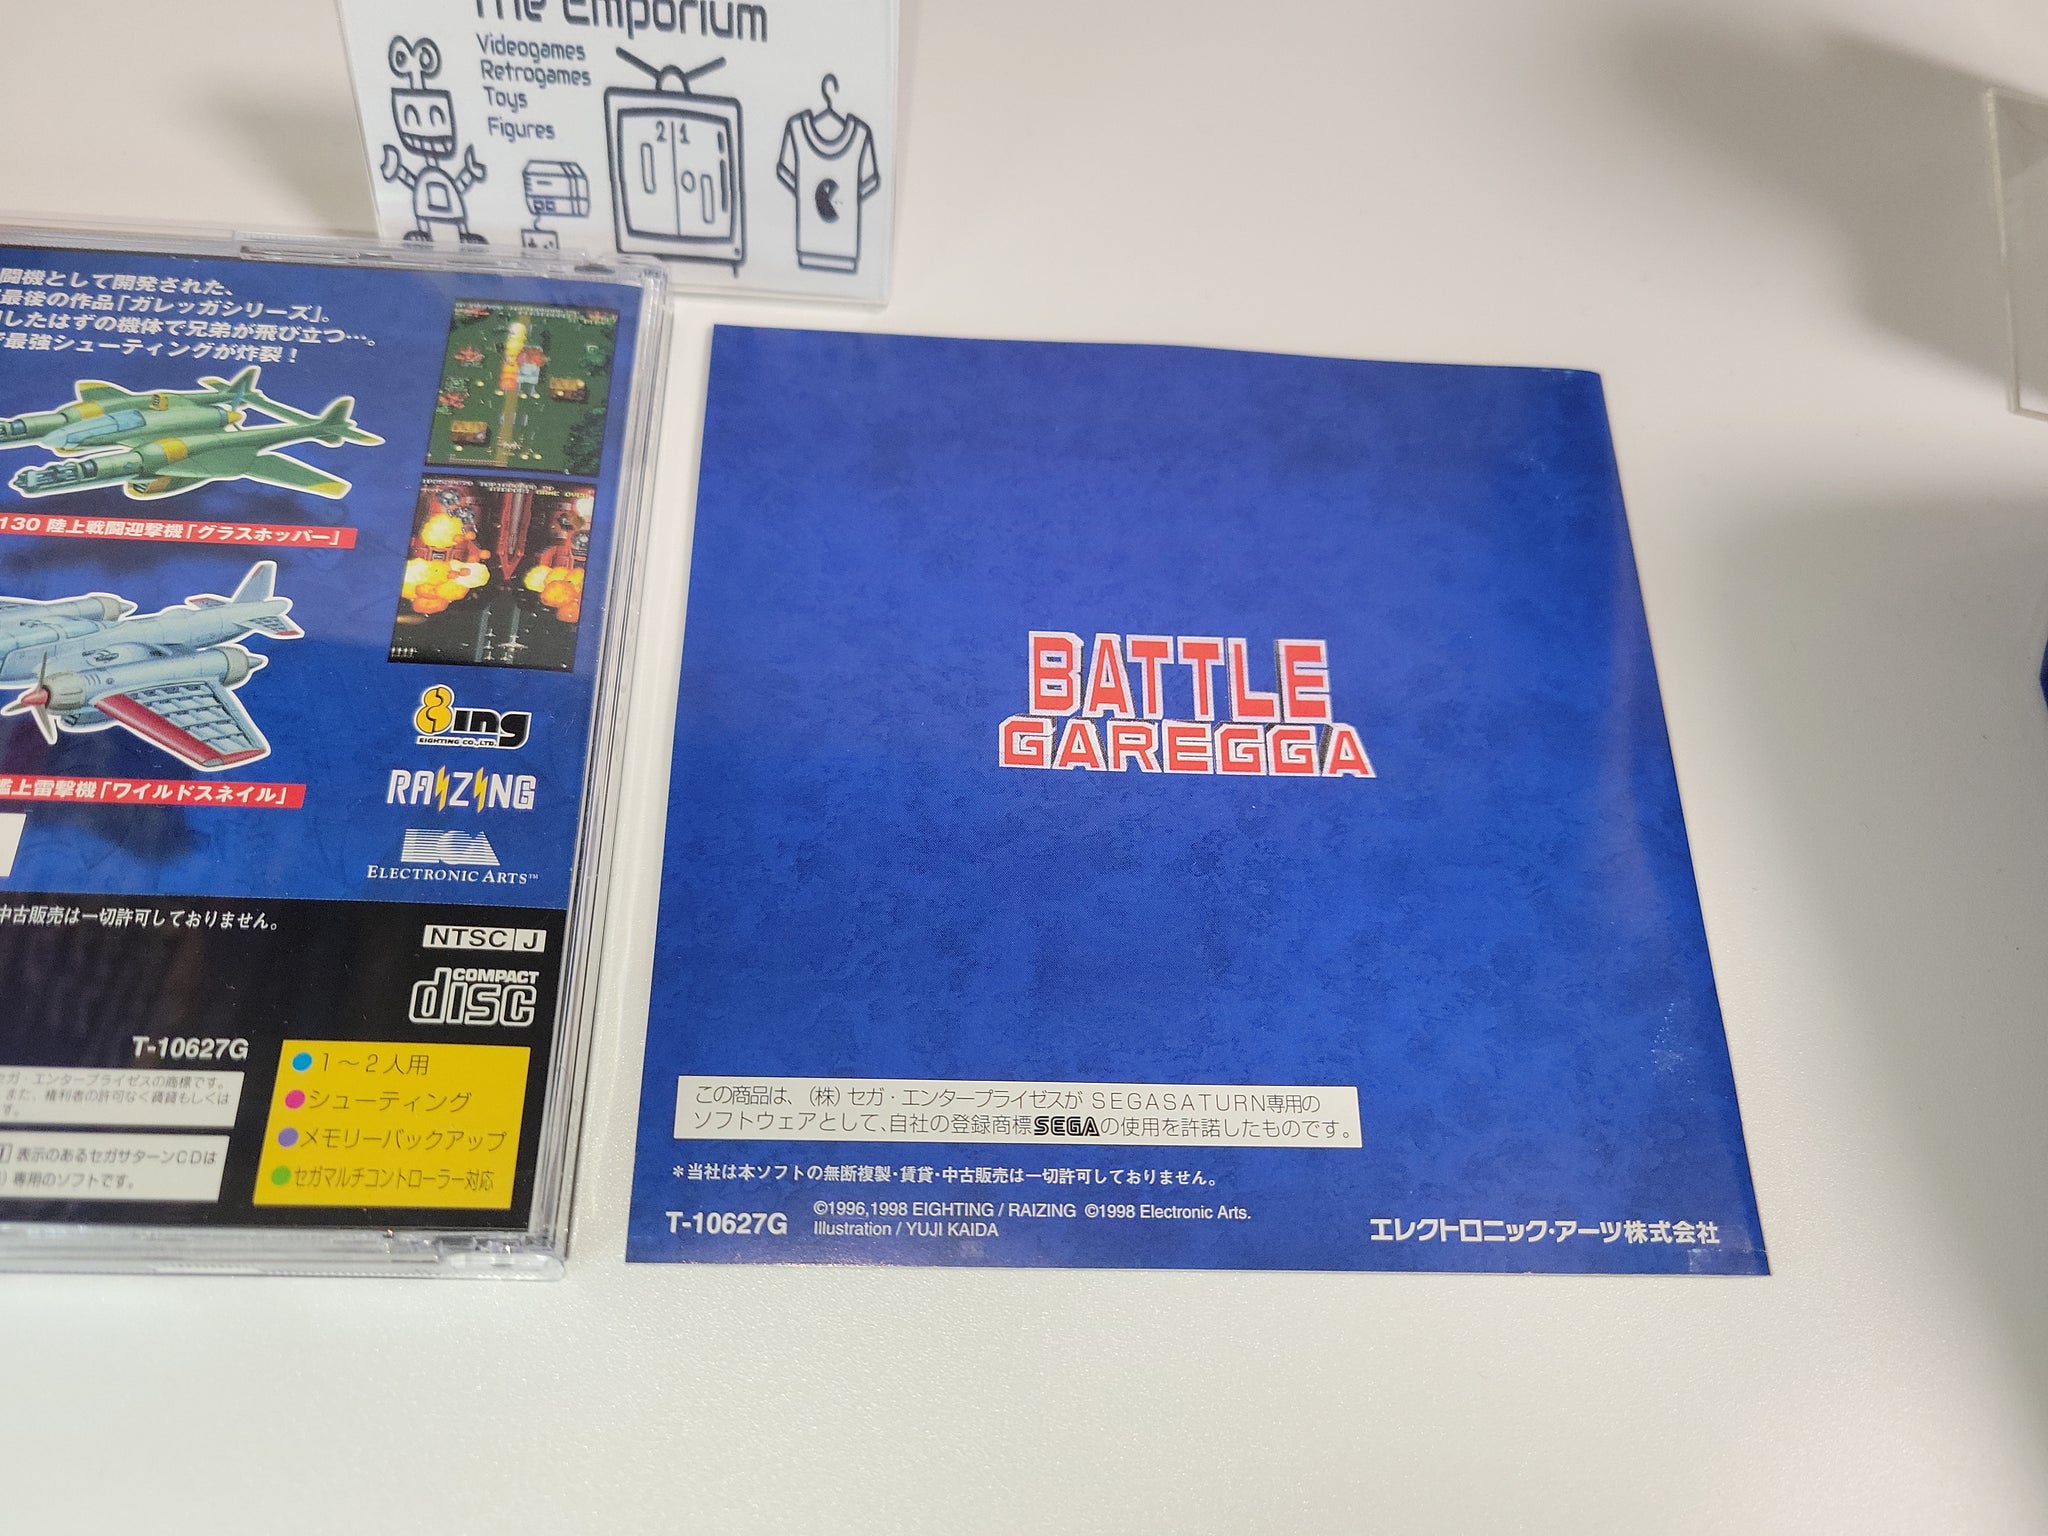 The Emporium
Videogames
Retrogames
Toys
Figures
2 1
闘機として開発された、
最後の作品「ガレッガシリーズ」。
したはずの機体で兄弟が飛び立つ…。
最強シューティングが炸裂！
130 陸上戦闘迎撃機「グラスホッパー」
艦上雷撃機「ワイルドスネイル」
8ing
EIGHTING CO.,LTD.
RAIZING
ELECTRONIC ARTS™
中古販売は一切許可しておりません。
NTSC J
COMPACT
disc
T-10627G
セガ・エンタープライゼスの商標です。
また、権利者の許可なく賃貸もしくは
す。
表示のあるセガサターンCDは
専用のソフトです。
1～2人用
シューティング
メモリーバックアップ
セガマルチコントローラー対応
BATTLE
GAREGGA
この商品は、(株)セガ・エンタープライゼスが SEGASATURN専用の
ソフトウェアとして、自社の登録商標SEGAの使用を許諾したものです。
＊当社は本ソフトの無断複製・賃貸・中古販売は一切許可しておりません。
T-10627G
©1996,1998 EIGHTING / RAIZING ©1998 Electronic Arts.
Illustration / YUJI KAIDA
エレクトロニック・アーツ株式会社